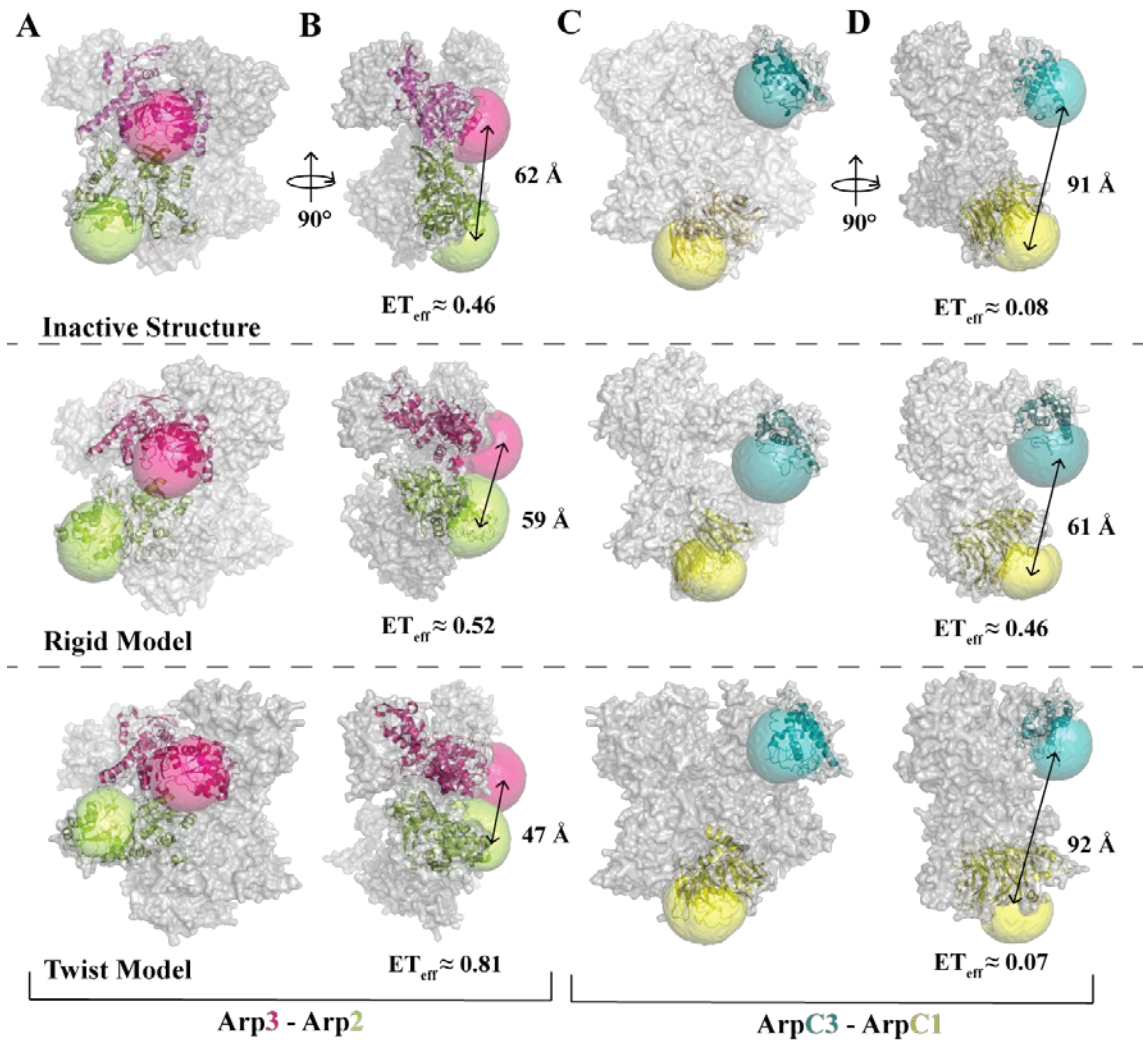 A B C D
90°
62 Å
90°
91 Å
ET_eff ≈ 0.46
ET_eff ≈ 0.08
Inactive Structure
59 Å
61 Å
ET_eff ≈ 0.52
ET_eff ≈ 0.46
Rigid Model
47 Å
92 Å
ET_eff ≈ 0.81
ET_eff ≈ 0.07
Twist Model
Arp3 - Arp2
ArpC3 - ArpC1